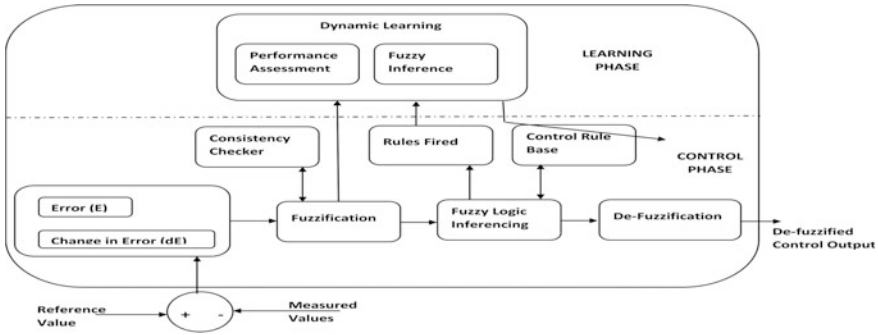 Dynamic Learning
Performance
Assessment
Fuzzy
Inference
LEARNING
PHASE
Consistency
Checker
Rules Fired
Control Rule
Base
CONTROL
PHASE
Error (E)
Change in Error (dE)
Fuzzification
Fuzzy Logic
Inferencing
De-Fuzzification
De-fuzzified
Control Output
Reference
Value
+ -
Measured
Values